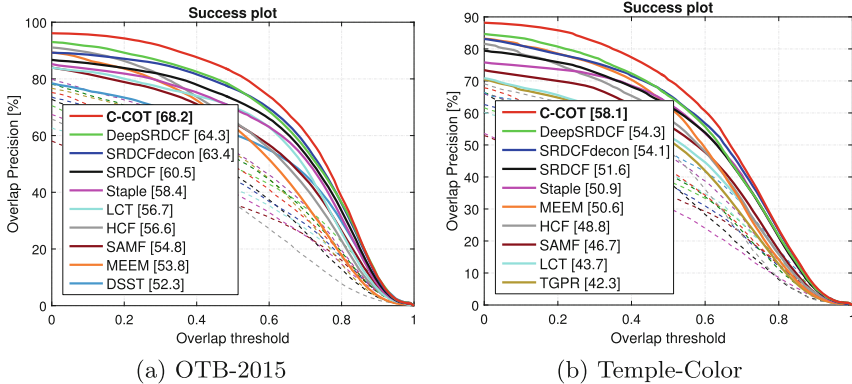 Success plot
Overlap Precision [%]
100
80
60
40
20
0
C-COT [68.2]
DeepSRDCF [64.3]
SRDCFdecon [63.4]
SRDCF [60.5]
Staple [58.4]
LCT [56.7]
HCF [56.6]
SAMF [54.8]
MEEM [53.8]
DSST [52.3]
0 0.2 0.4 0.6 0.8 1
Overlap threshold
(a) OTB-2015
Success plot
Overlap Precision [%]
90
80
70
60
50
40
30
20
10
0
C-COT [58.1]
DeepSRDCF [54.3]
SRDCFdecon [54.1]
SRDCF [51.6]
Staple [50.9]
MEEM [50.6]
HCF [48.8]
SAMF [46.7]
LCT [43.7]
TGPR [42.3]
0 0.2 0.4 0.6 0.8 1
Overlap threshold
(b) Temple-Color